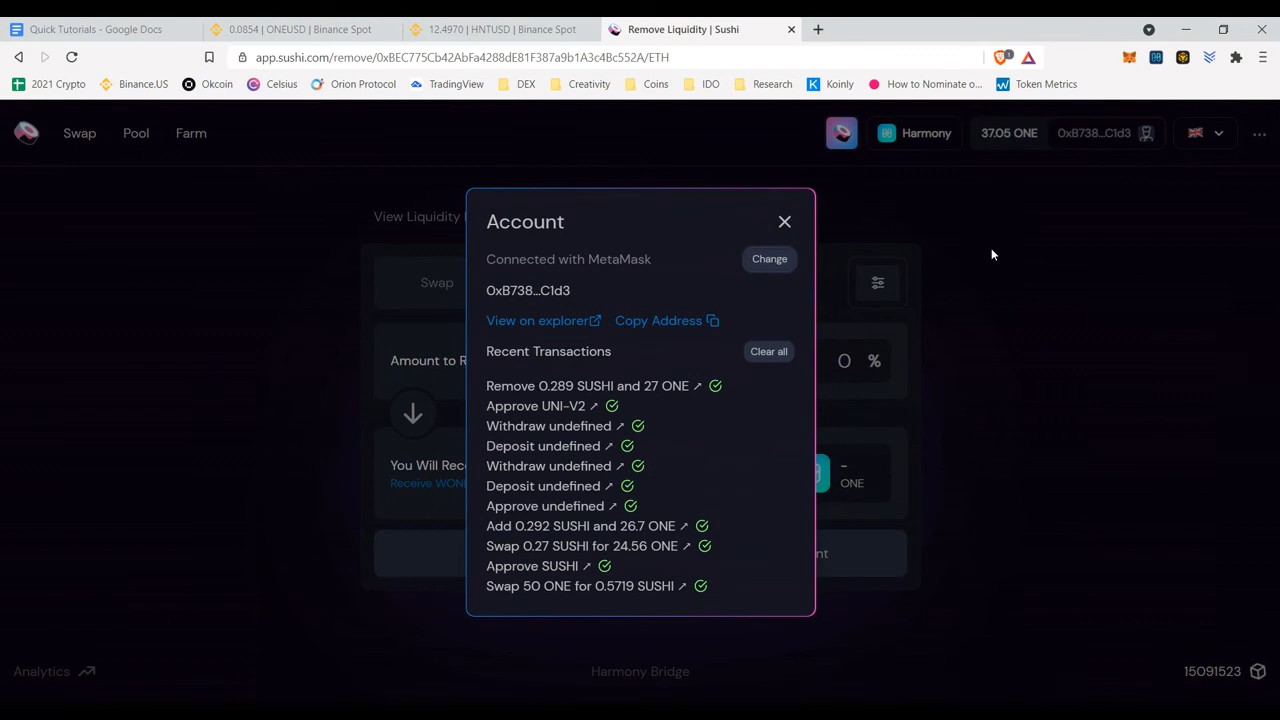 Quick Tutorials - Google Docs
0.0854 | ONEUSD | Binance Spot
12.4970 | HNTUSD | Binance Spot
Remove Liquidity | Sushi
app.sushi.com/remove/0xBEC775Cb42AbFa4288dE81F387a9b1A3c4Bc552A/ETH
1
2021 Crypto
Binance.US
Okcoin
Celsius
Orion Protocol
TradingView
DEX
Creativity
Coins
IDO
Research
Koinly
How to Nominate o...
Token Metrics
Swap
Pool
Farm
Harmony
37.05 ONE
0xB738...C1d3
View Liquidity
Account
Connected with MetaMask
Change
0xB738...C1d3
View on explorer
Copy Address
Recent Transactions
Clear all
Remove 0.289 SUSHI and 27 ONE ↗
Approve UNI-V2 ↗
Withdraw undefined ↗
Deposit undefined ↗
Withdraw undefined ↗
Deposit undefined ↗
Approve undefined ↗
Add 0.292 SUSHI and 26.7 ONE ↗
Swap 0.27 SUSHI for 24.56 ONE ↗
Approve SUSHI ↗
Swap 50 ONE for 0.5719 SUSHI ↗
Swap
Amount to R
0 %
You Will Rece
Receive WON
-
ONE
nt
Analytics
Harmony Bridge
15091523